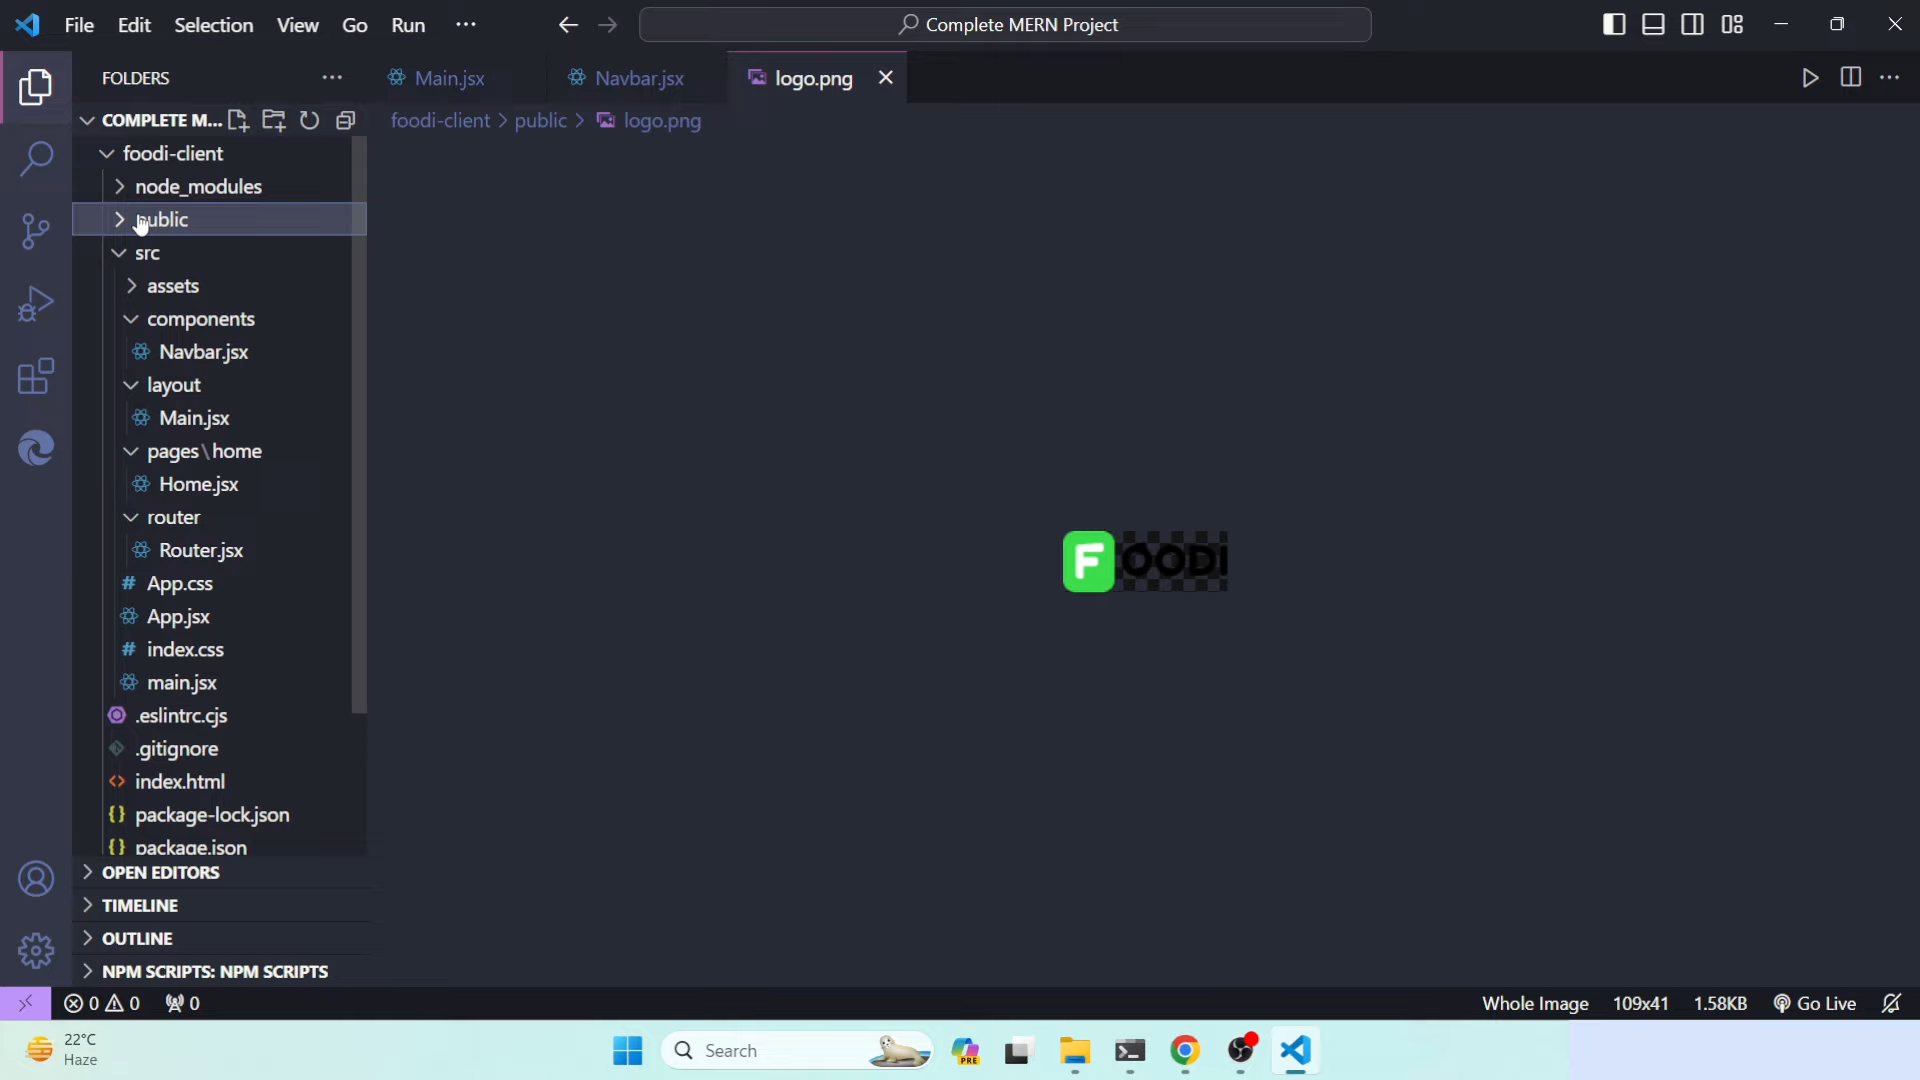 File Edit Selection View Go Run
Complete MERN Project
FOLDERS
Main.jsx
Navbar.jsx
logo.png
COMPLETE M...
foodi-client > public > logo.png
foodi-client
node_modules
public
src
assets
components
Navbar.jsx
layout
Main.jsx
pages\home
Home.jsx
router
Router.jsx
App.css
App.jsx
index.css
main.jsx
.eslintrc.cjs
.gitignore
index.html
package-lock.json
package.json
FOODI
OPEN EDITORS
TIMELINE
OUTLINE
NPM SCRIPTS: NPM SCRIPTS
0 0 0
Whole Image 109x41 1.58KB Go Live
22°C
Haze
Search
PRE